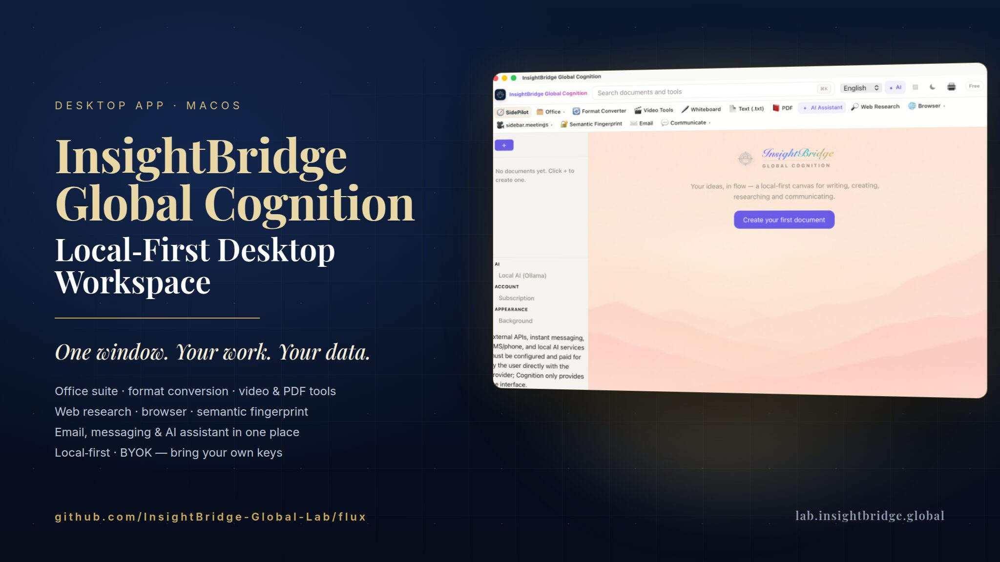 DESKTOP APP · MACOS
InsightBridge
Global Cognition
Local-First Desktop
Workspace
One window. Your work. Your data.
Office suite · format conversion · video & PDF tools
Web research · browser · semantic fingerprint
Email, messaging & AI assistant in one place
Local-first · BYOK — bring your own keys
github.com/InsightBridge-Global-Lab/flux
InsightBridge Global Cognition
InsightBridge Global Cognition Search documents and tools ⌘K English AI Free
SidePilot Office · Format Converter Video Tools Whiteboard Text (.txt) PDF AI Assistant Web Research Browser ·
sidebar.meetings · Semantic Fingerprint Email Communicate ·
+
No documents yet. Click + to
create one.
AI
Local AI (Ollama)
ACCOUNT
Subscription
APPEARANCE
Background
xternal APIs, instant messaging,
MS/phone, and local AI services
ust be configured and paid for
y the user directly with the
rovider; Cognition only provides
e interface.
InsightBridge
GLOBAL COGNITION
Your ideas, in flow — a local-first canvas for writing, creating,
researching and communicating.
Create your first document
lab.insightbridge.global